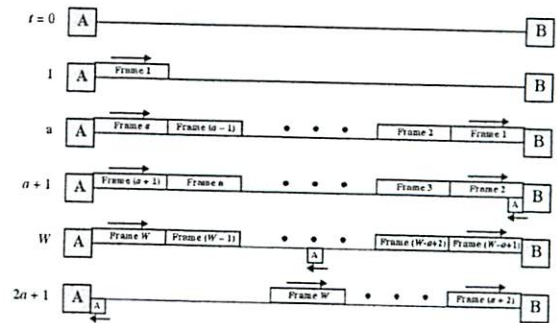 t = 0 A B
1 A Frame 1 B
a A Frame a Frame (a – 1) • • • Frame 2 Frame 1 B
a + 1 A Frame (a + 1) Frame a • • • Frame 3 Frame 2 A B
W A Frame W Frame (W – 1) • • • A Frame (W-a+2) Frame (W-a+1) B
2a + 1 A A Frame W • • • Frame (a + 2) B